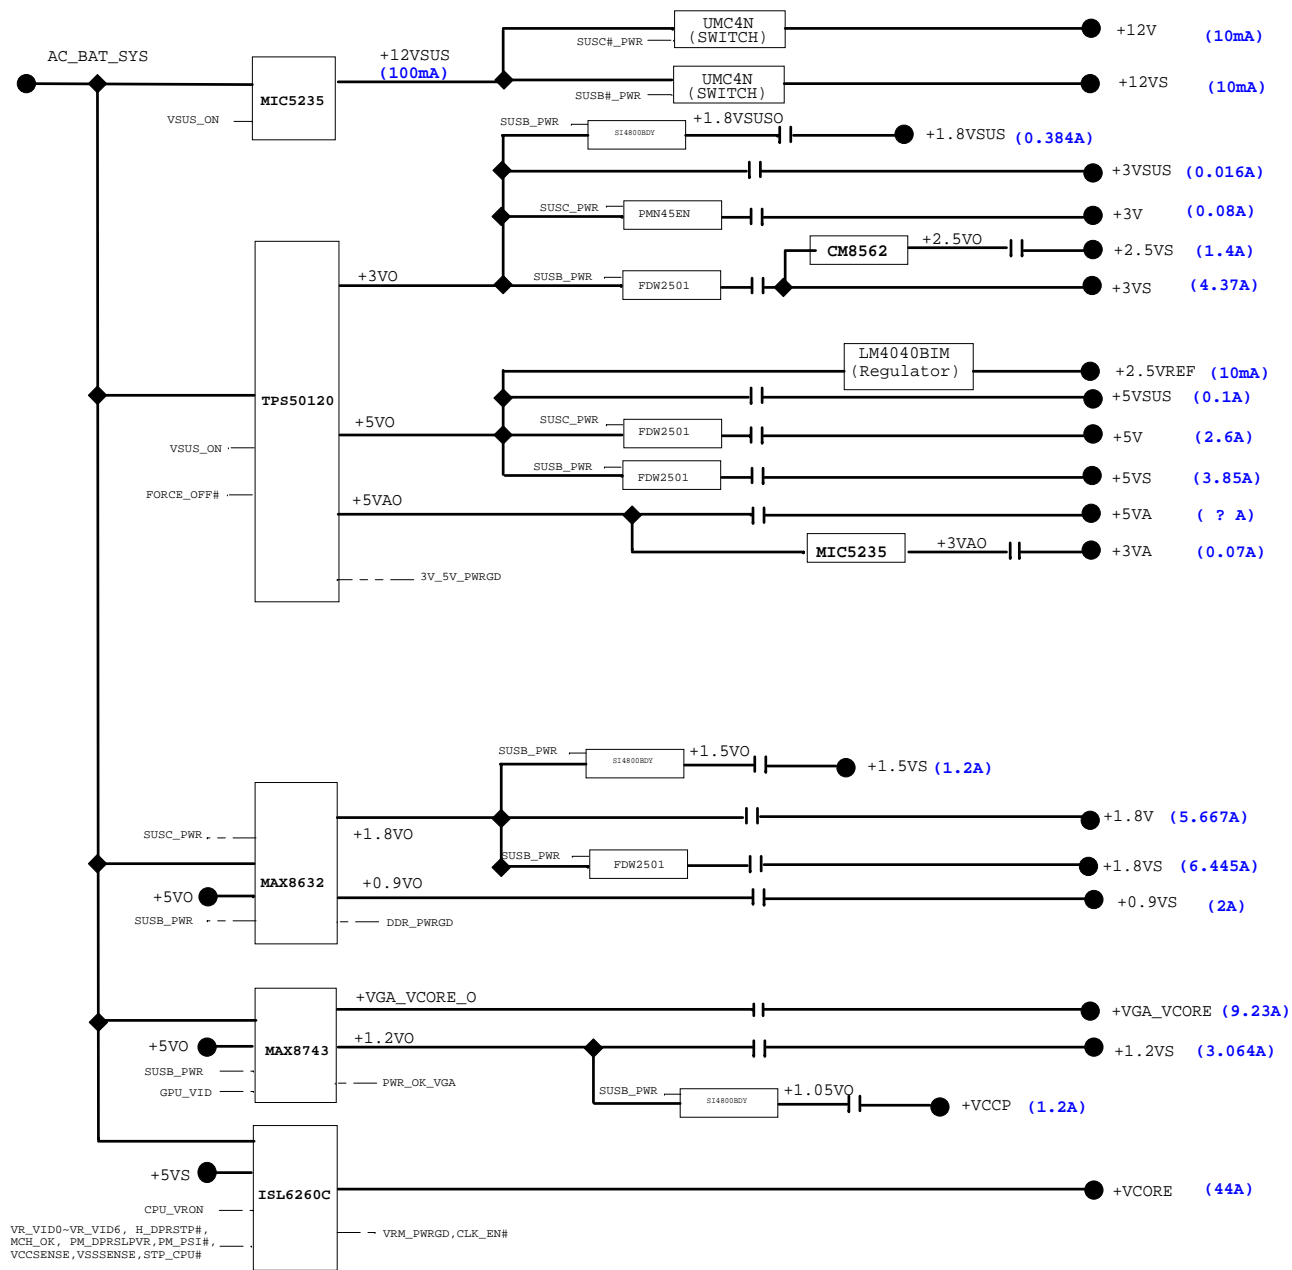 AC_BAT_SYS
MIC5235
VSUS_ON
+12VSUS
(100mA)
SUSC#_PWR
UMC4N
(SWITCH)
+12V (10mA)
SUSB#_PWR
UMC4N
(SWITCH)
+12VS (10mA)
SUSB_PWR
SI4800BDY
+1.8VSUSO
+1.8VSUS (0.384A)
+3VSUS (0.016A)
SUSC_PWR
PMN45EN
+3V (0.08A)
CM8562
+2.5VO
+2.5VS (1.4A)
+3VO
SUSB_PWR
FDW2501
+3VS (4.37A)
LM4040BIM
(Regulator)
+2.5VREF (10mA)
TPS50120
+5VSUS (0.1A)
+5VO
SUSC_PWR
FDW2501
+5V (2.6A)
VSUS_ON
SUSB_PWR
FDW2501
+5VS (3.85A)
FORCE_OFF#
+5VAO
+5VA ( ? A)
MIC5235
+3VAO
+3VA (0.07A)
3V_5V_PWRGD
SUSB_PWR
SI4800BDY
+1.5VO
+1.5VS (1.2A)
SUSC_PWR
+1.8VO
+1.8V (5.667A)
SUSB_PWR
FDW2501
+1.8VS (6.445A)
MAX8632
+5VO
+0.9VO
+0.9VS (2A)
SUSB_PWR
DDR_PWRGD
+VGA_VCORE_O
+VGA_VCORE (9.23A)
+5VO
MAX8743
+1.2VO
+1.2VS (3.064A)
SUSB_PWR
GPU_VID
PWR_OK_VGA
SUSB_PWR
SI4800BDY
+1.05VO
+VCCP (1.2A)
+5VS
ISL6260C
+VCORE (44A)
CPU_VRON
VR_VID0~VR_VID6, H_DPRSTP#,
MCH_OK, PM_DPRSLPVR,PM_PSI#,
VCCSENSE,VSSSENSE,STP_CPU#
VRM_PWRGD,CLK_EN#